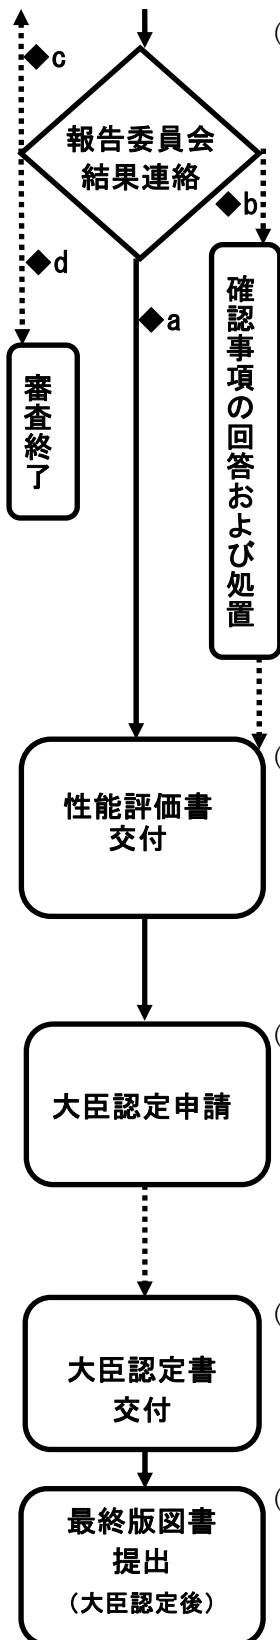 ◆c
報告委員会
結果連絡
◆b
◆d
◆a
確認事項の回答および処置
審査終了
性能評価書
交付
大臣認定申請
大臣認定書
交付
最終版図書
提出
（大臣認定後）